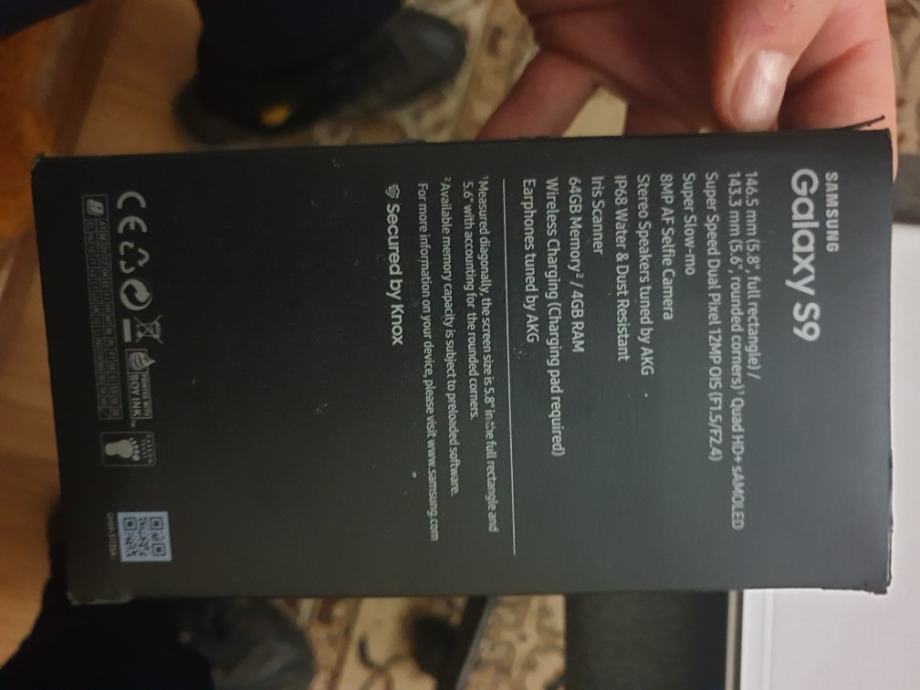 SAMSUNG
Galaxy S9
146.5 mm (5.8", full rectangle) /
143.3 mm (5.6", rounded corners)¹ Quad HD+ sAMOLED
Super Speed Dual Pixel 12MP OIS (F1.5/F2.4)
Super Slow-mo
8MP AF Selfie Camera
Stereo Speakers tuned by AKG
IP68 Water & Dust Resistant
Iris Scanner
64GB Memory² / 4GB RAM
Wireless Charging (Charging pad required)
Earphones tuned by AKG
¹Measured diagonally, the screen size is 5.8" in the full rectangle and
5.6" with accounting for the rounded corners.
²Available memory capacity is subject to preloaded software.
For more information on your device, please visit www.samsung.com
Secured by Knox
CE
PRINTED WITH
SOY INK™